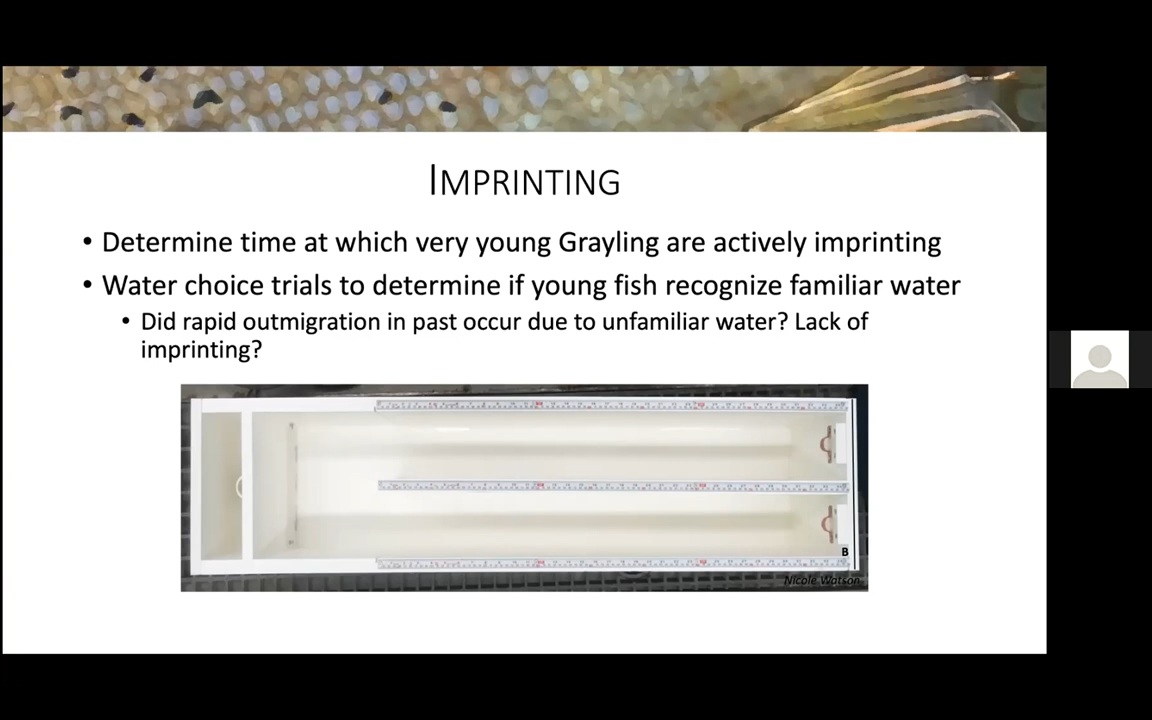 IMPRINTING
• Determine time at which very young Grayling are actively imprinting
• Water choice trials to determine if young fish recognize familiar water
• Did rapid outmigration in past occur due to unfamiliar water? Lack of
imprinting?
B
Nicole Watson